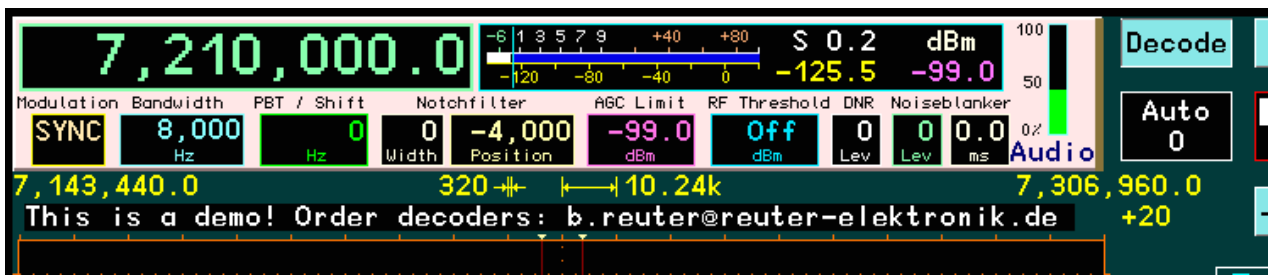 7,210,000.0 -6 1 3 5 7 9 +40 +80 S 0.2 dBm 100 Decode
-120 -80 -40 0 -125.5 -99.0 50
Modulation Bandwidth PBT / Shift Notchfilter AGC Limit RF Threshold DNR Noiseblanker Auto
SYNC 8,000 0 0 -4,000 -99.0 Off 0 0 0.0 0% 0
Hz Hz Width Position dBm dBm Lev Lev ms Audio
7,143,440.0 320 10.24k 7,306,960.0
This is a demo! Order decoders: b.reuter@reuter-elektronik.de +20